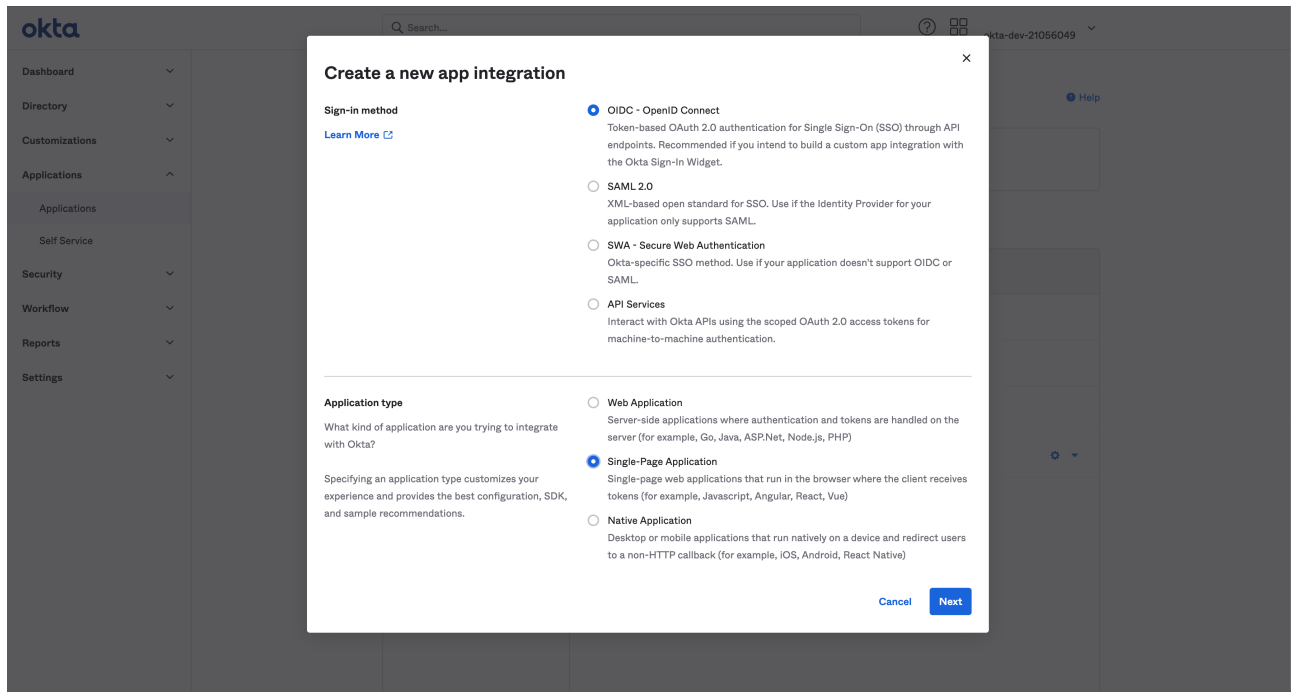 okta
Search...
okta-dev-21056049
Dashboard
Directory
Customizations
Applications
Applications
Self Service
Security
Workflow
Reports
Settings
Help
Create a new app integration
Sign-in method
Learn More
OIDC - OpenID Connect
Token-based OAuth 2.0 authentication for Single Sign-On (SSO) through API
endpoints. Recommended if you intend to build a custom app integration with
the Okta Sign-In Widget.
SAML 2.0
XML-based open standard for SSO. Use if the Identity Provider for your
application only supports SAML.
SWA - Secure Web Authentication
Okta-specific SSO method. Use if your application doesn't support OIDC or
SAML.
API Services
Interact with Okta APIs using the scoped OAuth 2.0 access tokens for
machine-to-machine authentication.
Application type
What kind of application are you trying to integrate
with Okta?
Specifying an application type customizes your
experience and provides the best configuration, SDK,
and sample recommendations.
Web Application
Server-side applications where authentication and tokens are handled on the
server (for example, Go, Java, ASP.Net, Node.js, PHP)
Single-Page Application
Single-page web applications that run in the browser where the client receives
tokens (for example, Javascript, Angular, React, Vue)
Native Application
Desktop or mobile applications that run natively on a device and redirect users
to a non-HTTP callback (for example, iOS, Android, React Native)
Cancel
Next